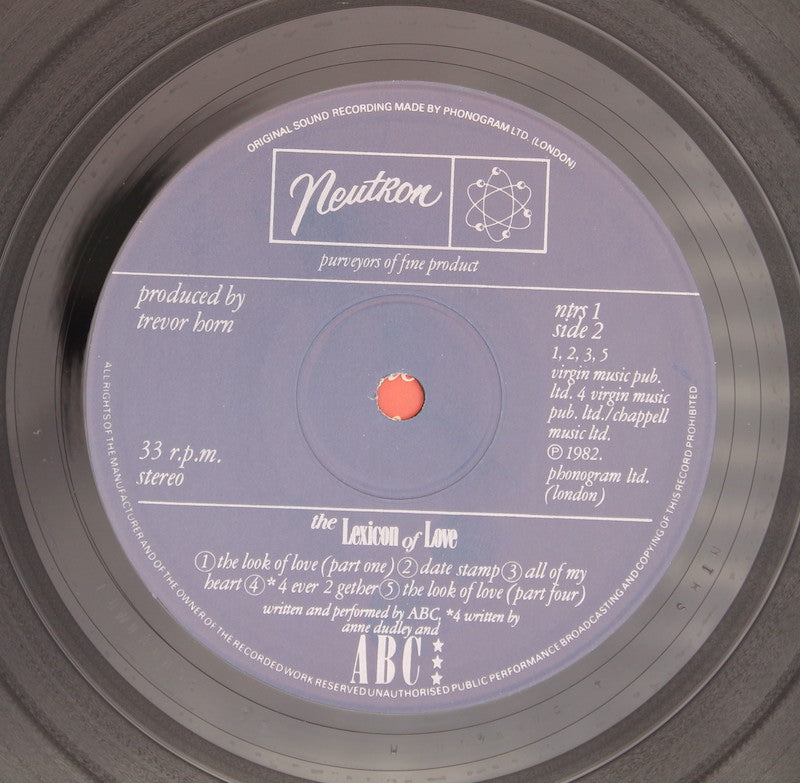 ORIGINAL SOUND RECORDING MADE BY PHONOGRAM LTD. (LONDON)
Neutron
purveyors of fine product
produced by
trevor horn
ntrs 1
side 2
1, 2, 3, 5
virgin music pub.
ltd. 4 virgin music
pub. ltd./chappell
music ltd.
℗ 1982.
phonogram ltd.
(london)
33 r.p.m.
stereo
the Lexicon of Love
① the look of love (part one) ② date stamp ③ all of my
heart ④ * 4 ever 2 gether ⑤ the look of love (part four)
written and performed by ABC, *4 written by
anne dudley and
ABC
ALL RIGHTS OF THE MANUFACTURER AND OF THE OWNER OF THE RECORDED WORK RESERVED UNAUTHORISED PUBLIC PERFORMANCE BROADCASTING AND COPYING OF THIS RECORD PROHIBITED